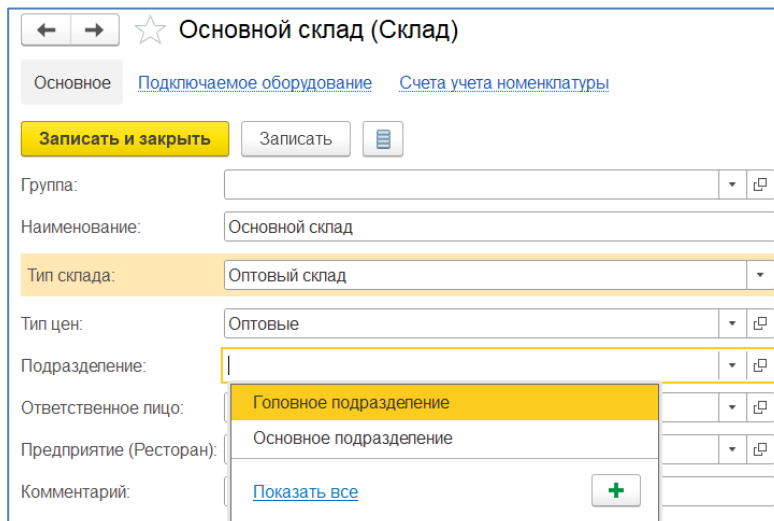 Основной склад (Склад)
Основное Подключаемое оборудование Счета учета номенклатуры
Записать и закрыть Записать
Группа:
Наименование: Основной склад
Тип склада: Оптовый склад
Тип цен: Оптовые
Подразделение:
Головное подразделение
Ответственное лицо:
Основное подразделение
Предприятие (Ресторан):
Комментарий:
Показать все